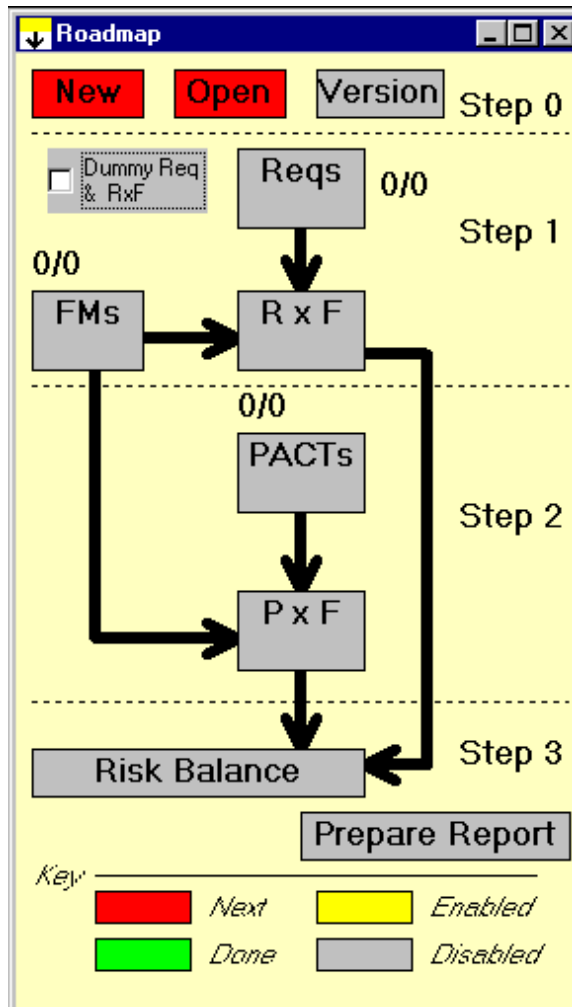 Roadmap
New Open Version Step 0
Dummy Req
& RxF
Reqs 0/0
Step 1
0/0
FMs R x F
0/0
PACTs
Step 2
P x F
Risk Balance Step 3
Prepare Report
Key
Next Enabled
Done Disabled